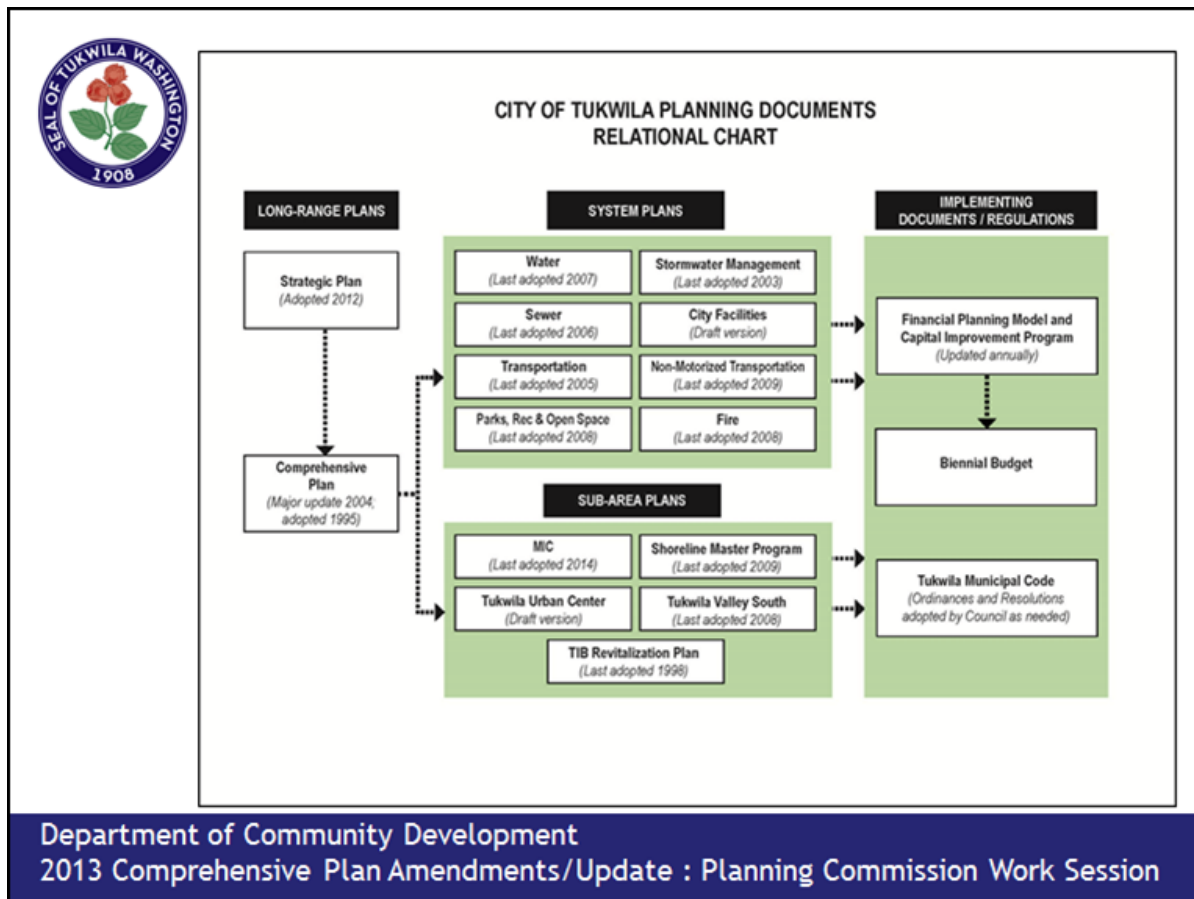 SEAL OF TUKWILA WASHINGTON
1908
CITY OF TUKWILA PLANNING DOCUMENTS
RELATIONAL CHART
LONG-RANGE PLANS
Strategic Plan
(Adopted 2012)
Comprehensive
Plan
(Major update 2004;
adopted 1995)
SYSTEM PLANS
Water
(Last adopted 2007)
Stormwater Management
(Last adopted 2003)
Sewer
(Last adopted 2006)
City Facilities
(Draft version)
Transportation
(Last adopted 2005)
Non-Motorized Transportation
(Last adopted 2009)
Parks, Rec & Open Space
(Last adopted 2008)
Fire
(Last adopted 2008)
SUB-AREA PLANS
MIC
(Last adopted 2014)
Shoreline Master Program
(Last adopted 2009)
Tukwila Urban Center
(Draft version)
Tukwila Valley South
(Last adopted 2008)
TIB Revitalization Plan
(Last adopted 1998)
IMPLEMENTING
DOCUMENTS / REGULATIONS
Financial Planning Model and
Capital Improvement Program
(Updated annually)
Biennial Budget
Tukwila Municipal Code
(Ordinances and Resolutions
adopted by Council as needed)
Department of Community Development
2013 Comprehensive Plan Amendments/Update : Planning Commission Work Session